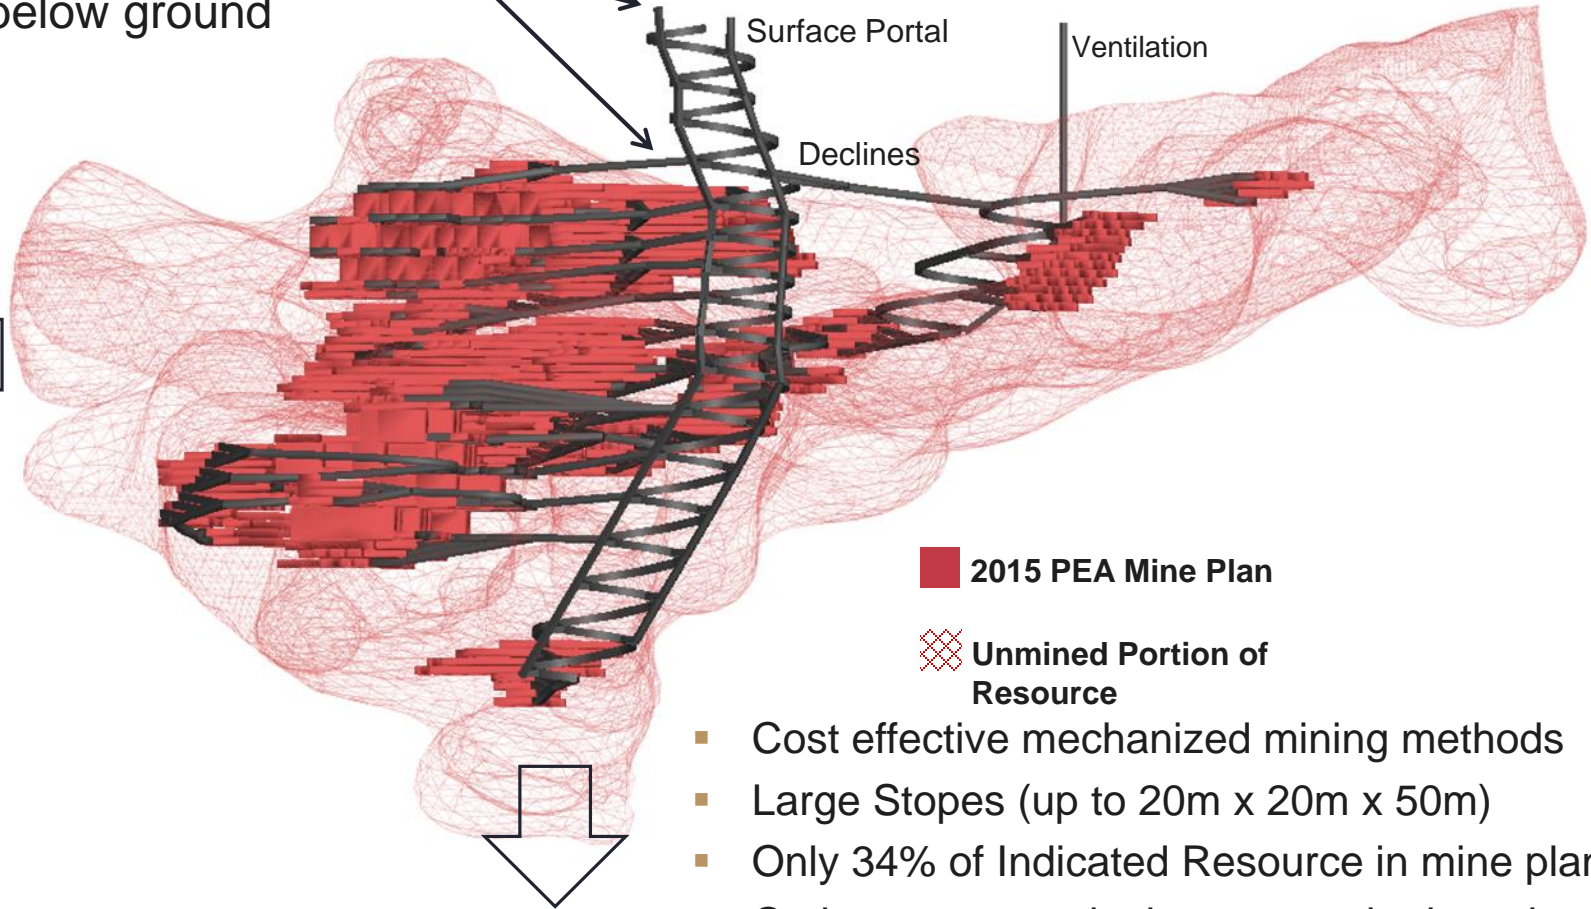 below ground
Surface Portal
Ventilation
Declines
2015 PEA Mine Plan
Unmined Portion of
Resource
▪ Cost effective mechanized mining methods
▪ Large Stopes (up to 20m x 20m x 50m)
▪ Only 34% of Indicated Resource in mine plan